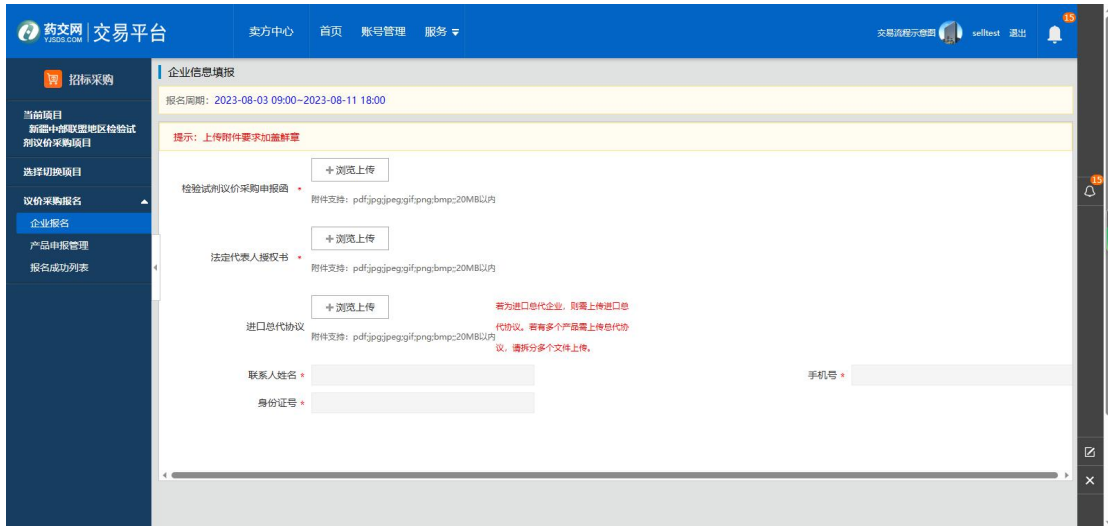 药交网 交易平台
YJSDS.COM
卖方中心 首页 账号管理 服务
交易流程示意图 selltest 退出 15
招标采购
当前项目
新疆中部联盟地区检验试
剂议价采购项目
选择切换项目
议价采购报名
企业报名
产品申报管理
报名成功列表
企业信息填报
报名周期：2023-08-03 09:00~2023-08-11 18:00
提示：上传附件要求加盖鲜章
检验试剂议价采购申报函 *
+浏览上传
附件支持：pdf;jpg;jpeg;gif;png;bmp;;20MB以内
法定代表人授权书 *
+浏览上传
附件支持：pdf;jpg;jpeg;gif;png;bmp;;20MB以内
进口总代协议
+浏览上传
附件支持：pdf;jpg;jpeg;gif;png;bmp;;20MB以内
若为进口总代企业，则需上传进口总
代协议。若有多个产品需上传总代协
议，请拆分多个文件上传。
联系人姓名 *
手机号 *
身份证号 *
15